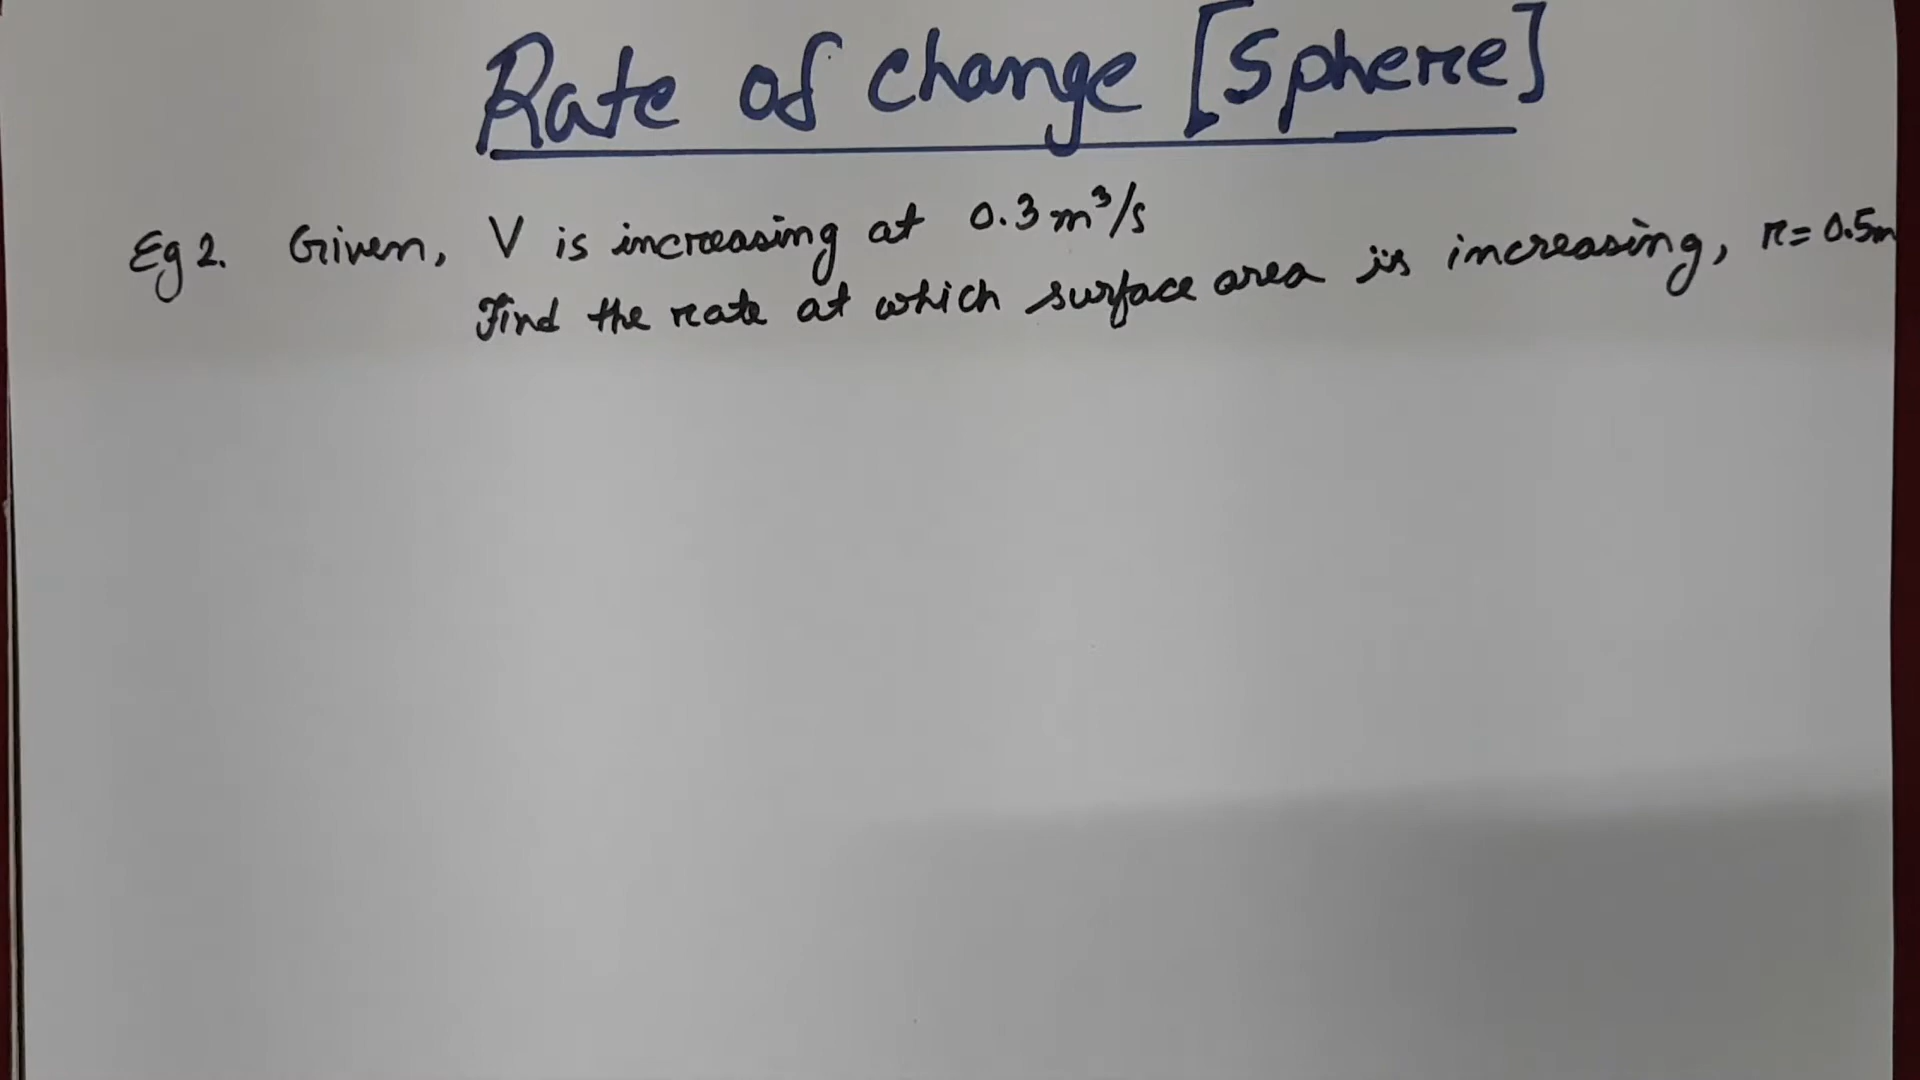 Rate of change [Sphere]
Eg 2. Given, V is increasing at 0.3 m³/s
Find the rate at which surface area is increasing, r = 0.5m